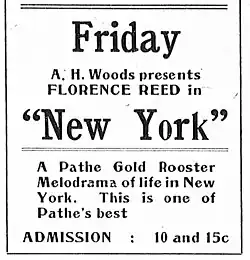 Friday
A. H. Woods presents
FLORENCE REED in
"New York"
A Pathe Gold Rooster
Melodrama of life in New
York. This is one of
Pathe's best
ADMISSION : 10 and 15c